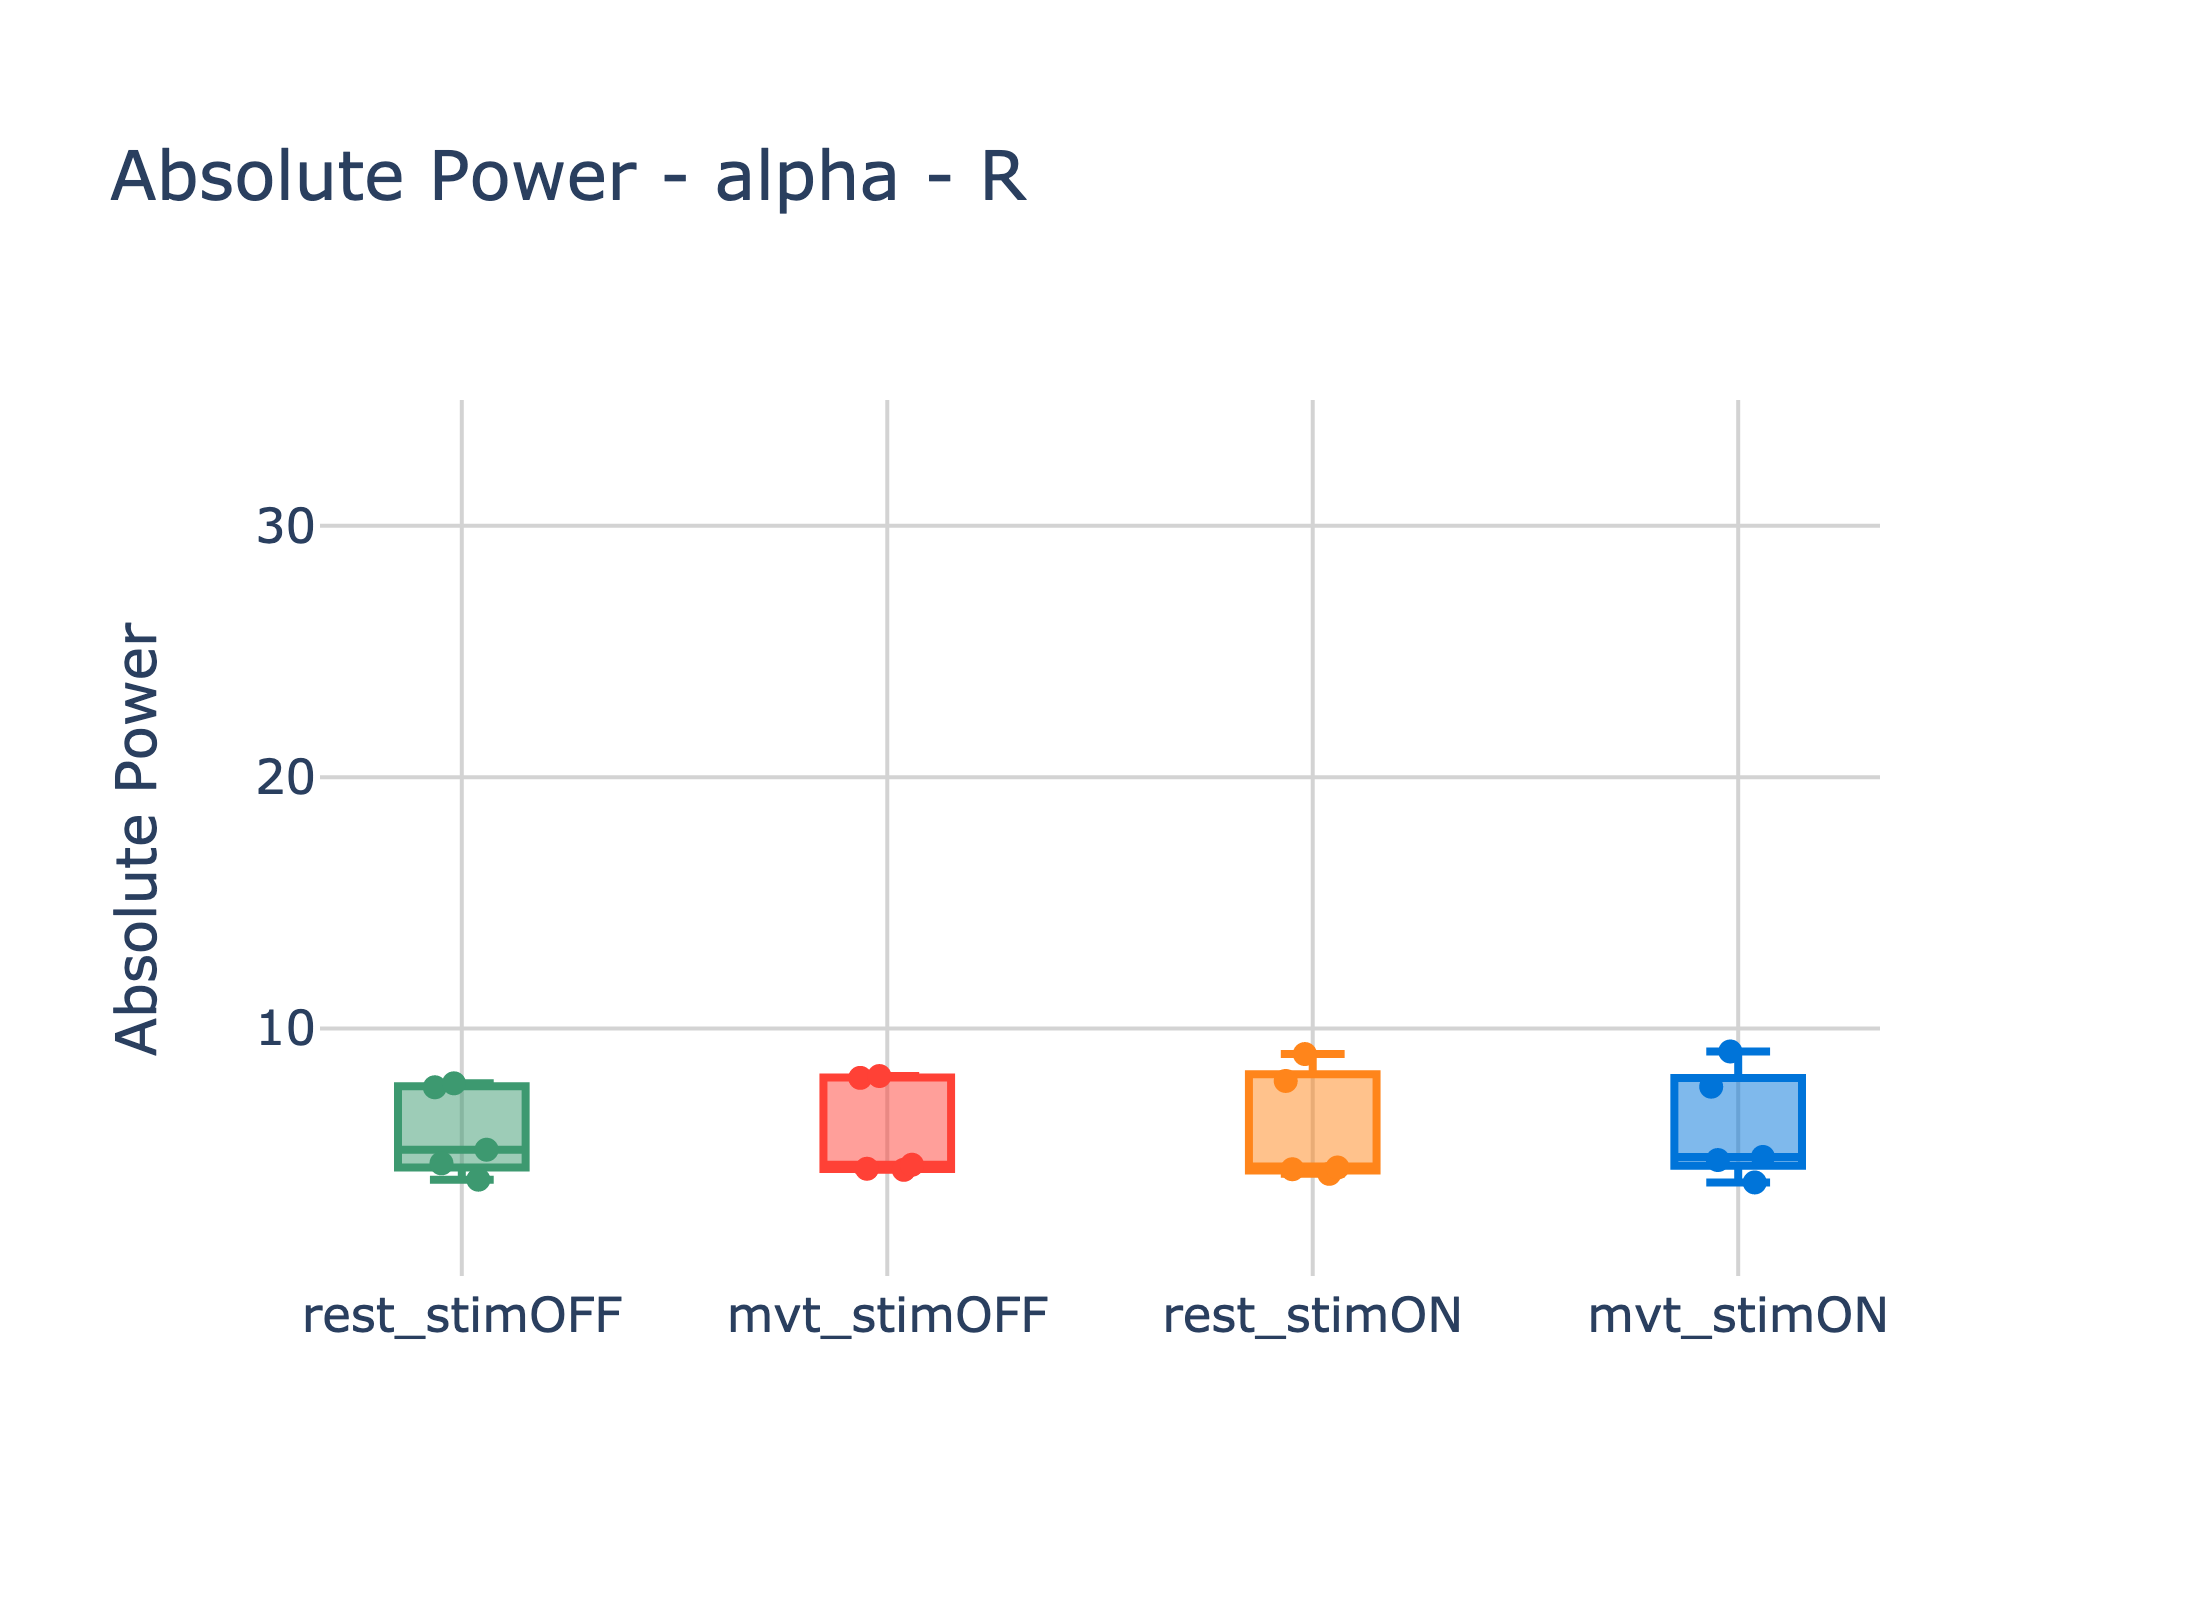 Absolute Power - alpha - R
Absolute Power
30
20
10
rest_stimOFF
mvt_stimOFF
rest_stimON
mvt_stimON